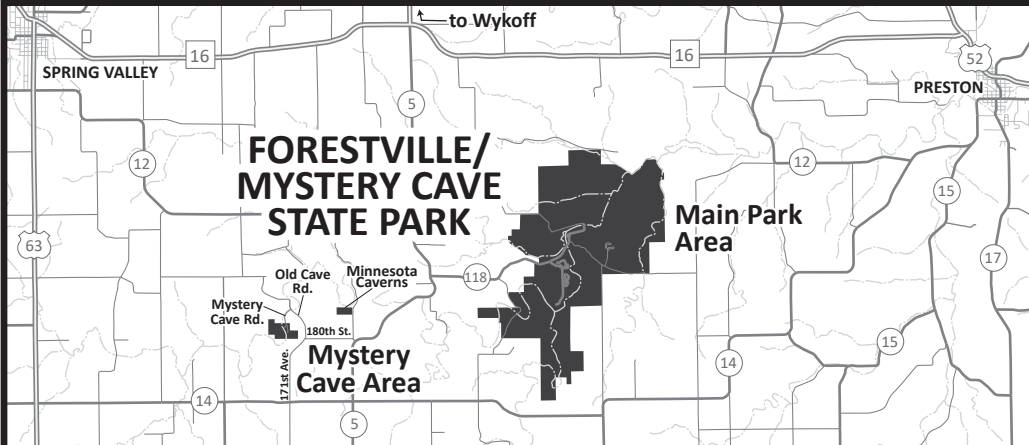 to Wykoff
16
16
52
SPRING VALLEY
PRESTON
5
FORESTVILLE/
MYSTERY CAVE
STATE PARK
12
12
15
Main Park
Area
63
17
118
Old Cave
Rd.
Minnesota
Caverns
Mystery
Cave Rd.
180th St.
171st Ave.
Mystery
Cave Area
15
14
14
5